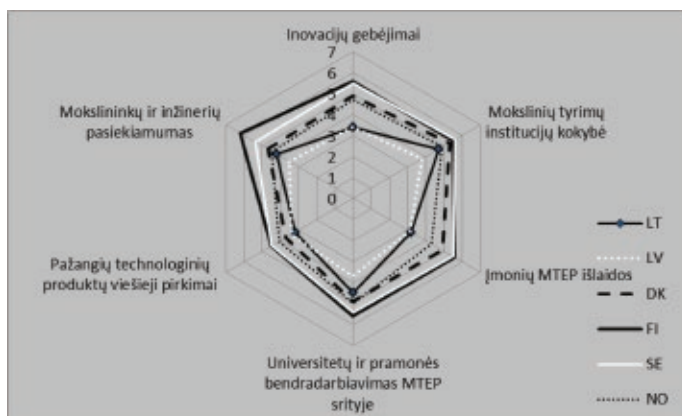 Inovacijų gebėjimai
7
6
5
4
3
2
1
0
Mokslinių tyrimų
institucijų kokybė
Įmonių MTEP išlaidos
Universitetų ir pramonės
bendradarbiavimas MTEP
srityje
Pažangių technologinių
produktų viešieji pirkimai
Mokslininkų ir inžinerių
pasiekiamumas
LT
LV
DK
FI
SE
NO